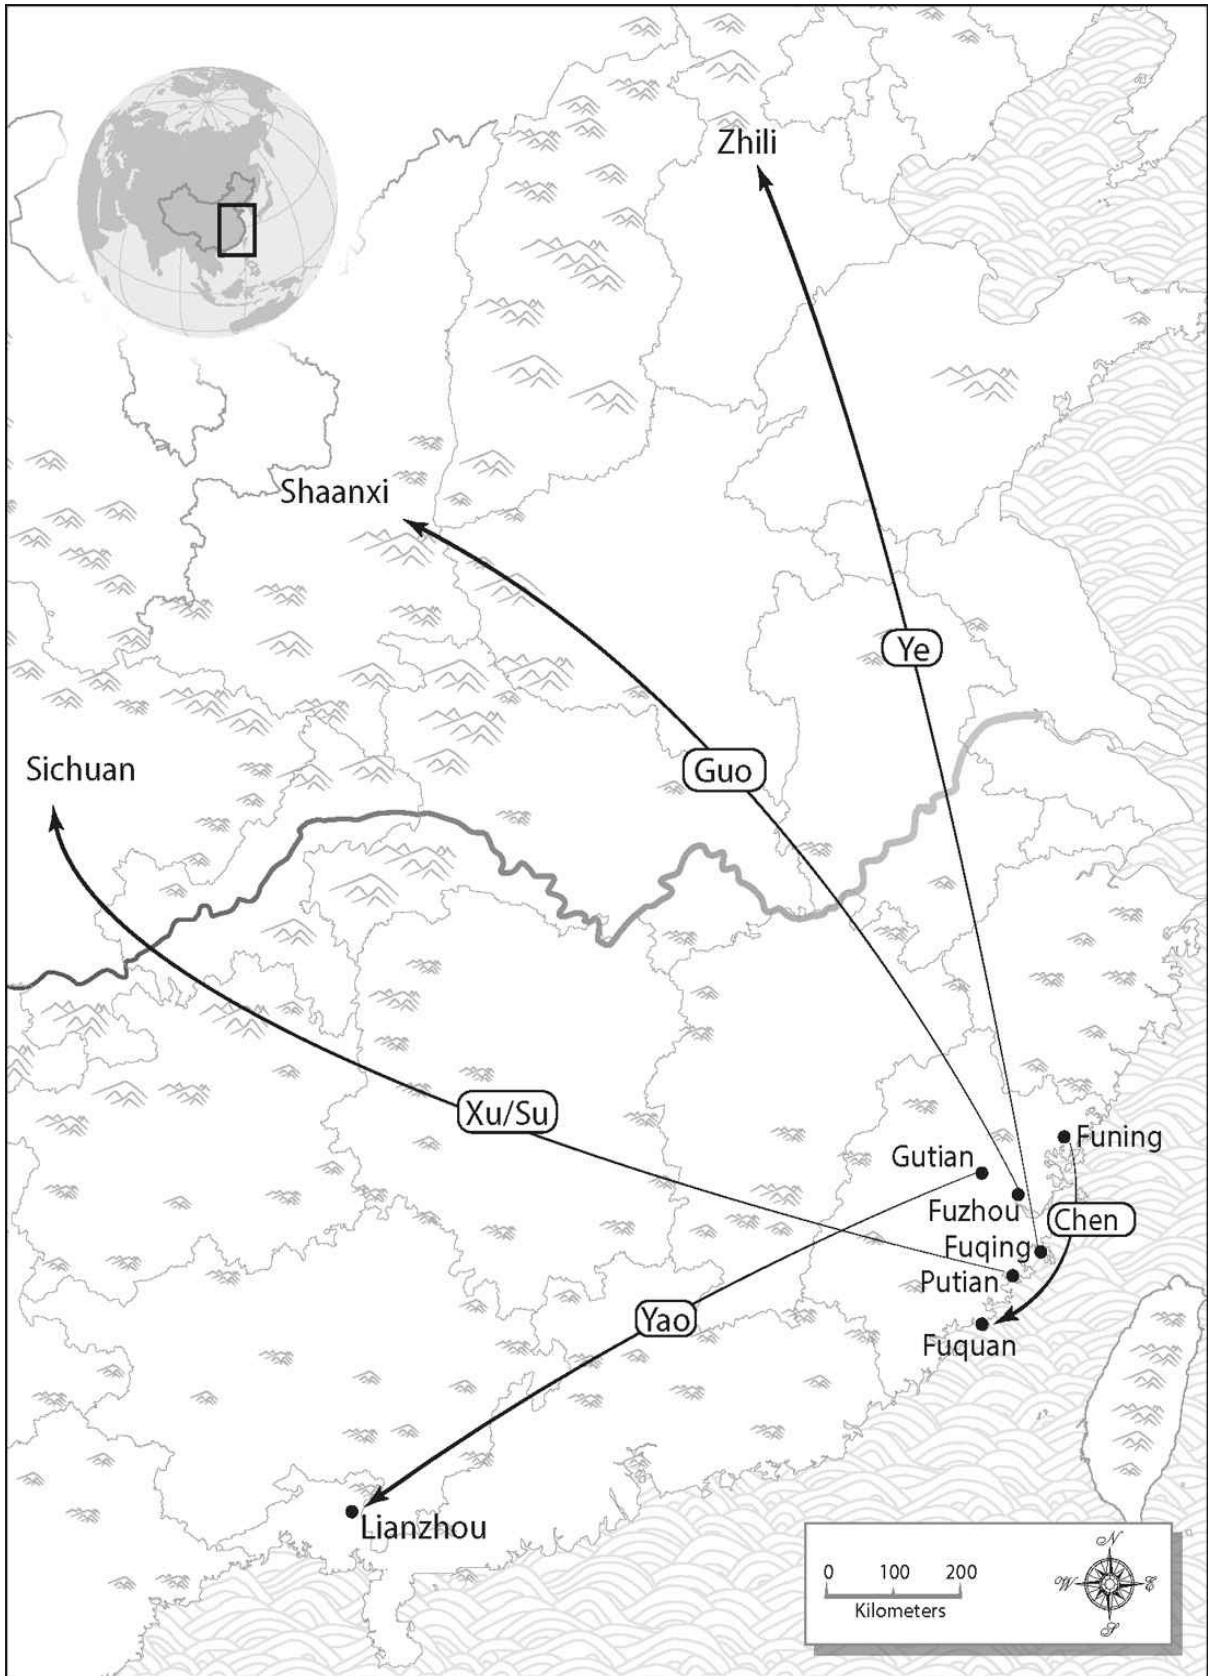 Zhili
Shaanxi
Ye
Guo
Sichuan
Xu/Su
Funing
Gutian
Fuzhou
Chen
Fuqing
Putian
Yao
Fuquan
Lianzhou
0 100 200
Kilometers
N
E
S